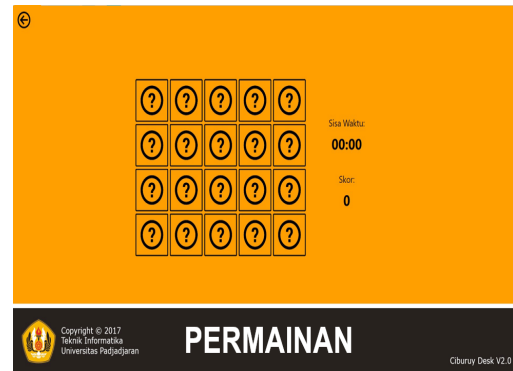 ? ? ? ? ?
? ? ? ? ?
? ? ? ? ?
? ? ? ? ?
Sisa Waktu:
00:00
Skor:
0
Copyright © 2017
Teknik Informatika
Universitas Padjadjaran
PERMAINAN
Ciburuy Desk V2.0